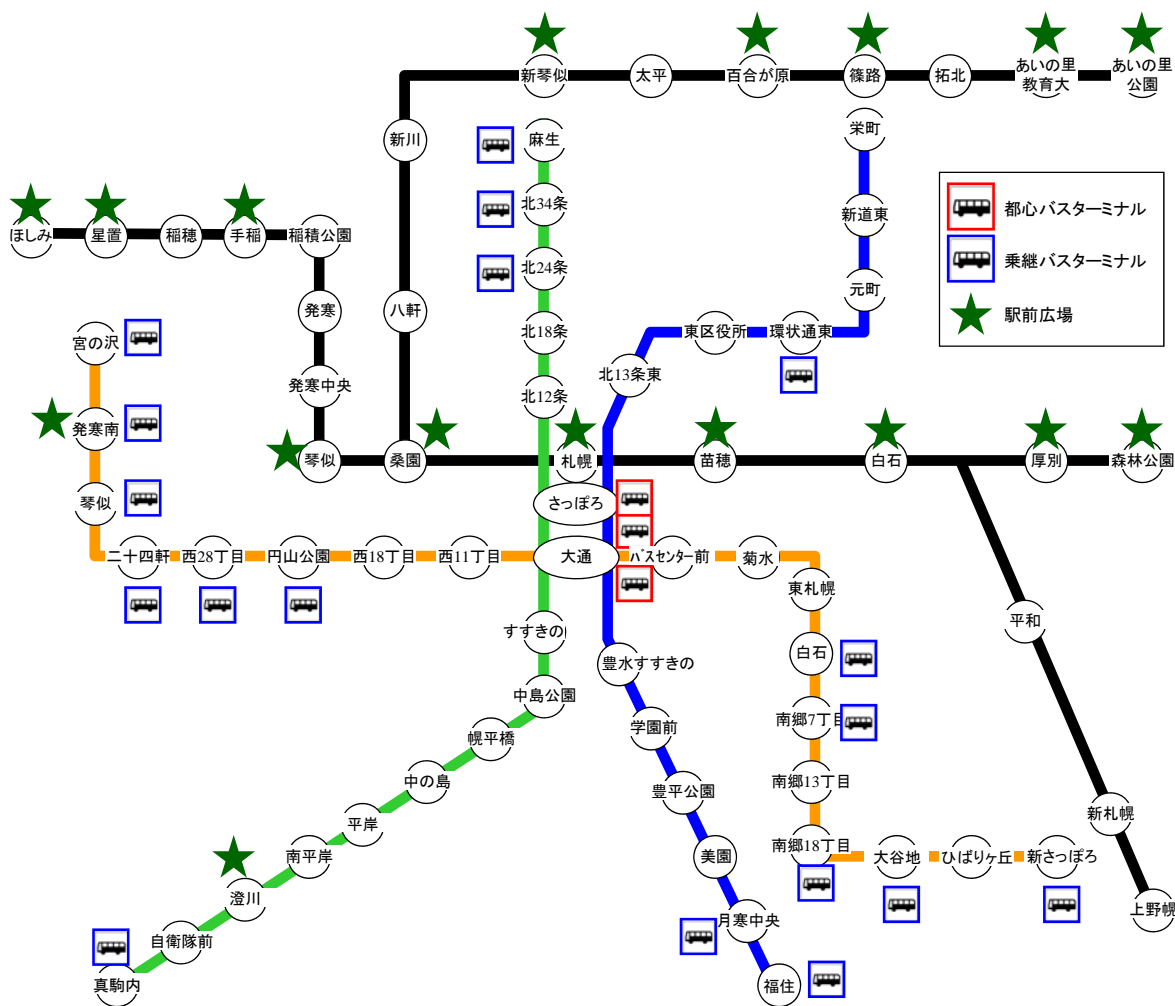 新琴似
太平
百合が原
篠路
拓北
あいの里
教育大
あいの里
公園
新川
麻生
栄町
北34条
新道東
都心バスターミナル
乗継バスターミナル
駅前広場
ほしみ
星置
稲穂
手稲
稲積公園
北24条
元町
発寒
八軒
北18条
東区役所
環状通東
宮の沢
発寒中央
北12条
北13条東
発寒南
琴似
桑園
札幌
苗穂
白石
厚別
森林公園
琴似
さっぽろ
二十四軒
西28丁目
円山公園
西18丁目
西11丁目
大通
バスセンター前
菊水
東札幌
平和
すすきの
豊水すすきの
白石
中島公園
学園前
南郷7丁目
幌平橋
中の島
豊平公園
南郷13丁目
平岸
新札幌
南平岸
美園
南郷18丁目
大谷地
ひばりヶ丘
新さっぽろ
澄川
月寒中央
上野幌
自衛隊前
真駒内
福住